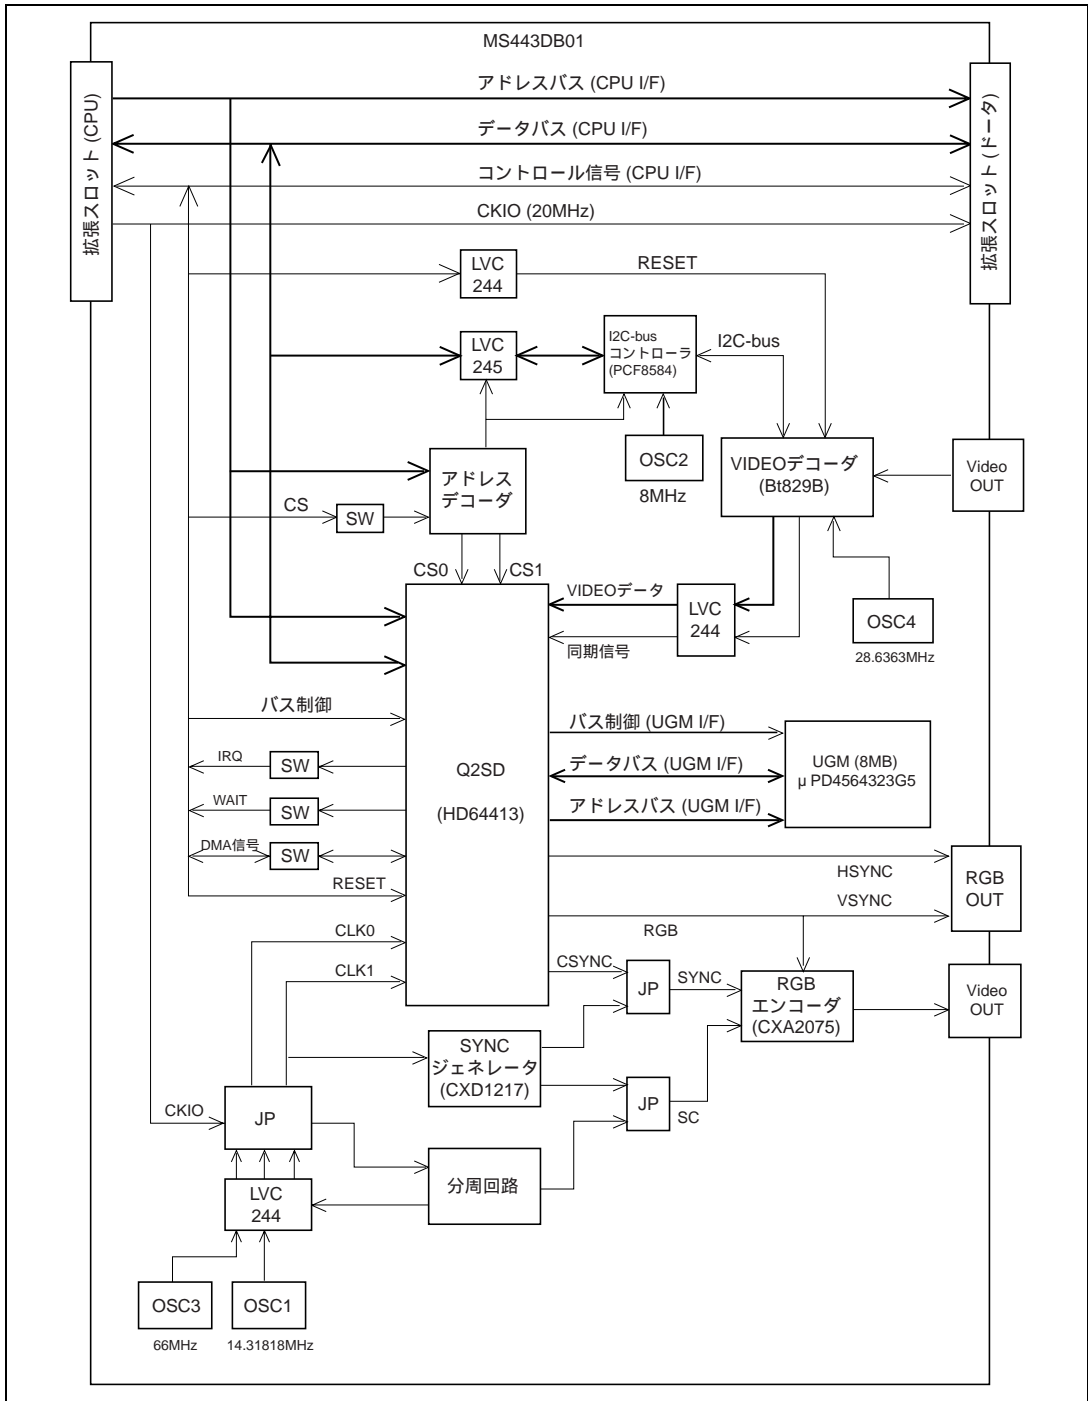 MS443DB01
拡張スロット (CPU)
アドレスバス (CPU I/F)
データバス (CPU I/F)
コントロール信号 (CPU I/F)
CKIO (20MHz)
拡張スロット (ドータ)
LVC
244
RESET
LVC
245
I2C-bus
コントローラ
(PCF8584)
I2C-bus
OSC2
8MHz
アドレス
デコーダ
CS
SW
VIDEOデコーダ
(Bt829B)
Video
OUT
CS0
CS1
VIDEOデータ
同期信号
LVC
244
OSC4
28.6363MHz
バス制御
IRQ
SW
WAIT
SW
DMA信号
SW
RESET
Q2SD
(HD64413)
バス制御 (UGM I/F)
データバス (UGM I/F)
アドレスバス (UGM I/F)
UGM (8MB)
μ PD4564323G5
HSYNC
VSYNC
RGB
OUT
RGB
CLK0
CLK1
CSYNC
JP
SYNC
RGB
エンコーダ
(CXA2075)
Video
OUT
SYNC
ジェネレータ
(CXD1217)
JP
SC
CKIO
JP
分周回路
LVC
244
OSC3
66MHz
OSC1
14.31818MHz